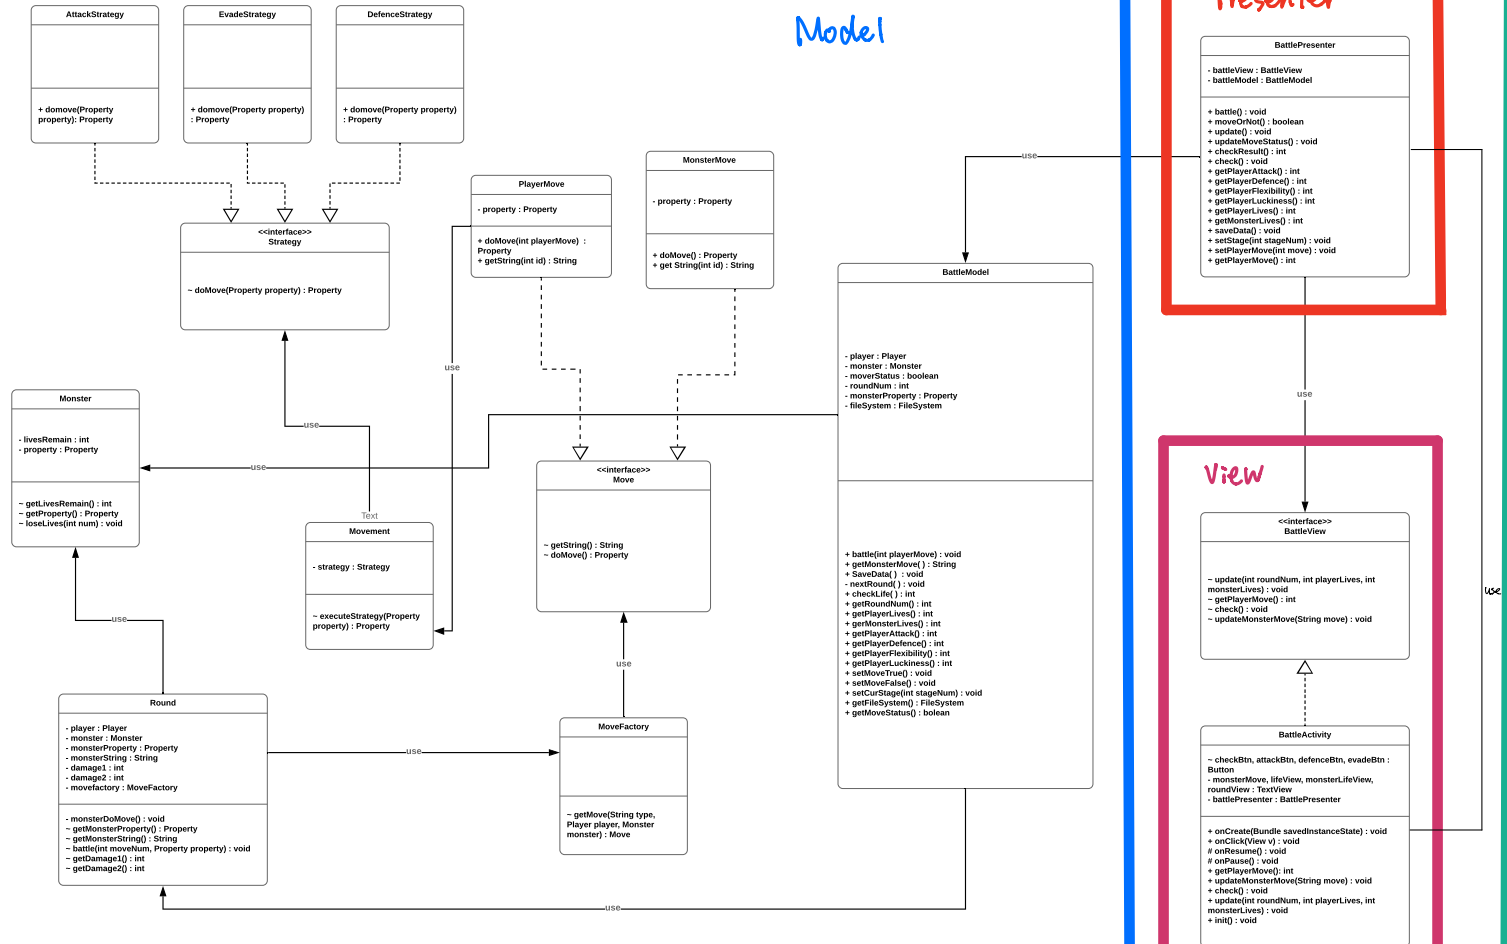 AttackStrategy
+ domove(Property
property): Property
EvadeStrategy
+ domove(Property property)
: Property
DefenceStrategy
+ domove(Property property)
: Property
Model
Presenter
BattlePresenter
- battleView : BattleView
- battleModel : BattleModel
+ battle() : void
+ moveOrNot() : boolean
+ update() : void
+ updateMoveStatus() : void
+ checkResult() : int
+ check() : void
+ getPlayerAttack() : int
+ getPlayerDefence() : int
+ getPlayerFlexibility() : int
+ getPlayerLuckiness() : int
+ getPlayerLives() : int
+ getMonsterLives() : int
+ saveData() : void
+ setStage(int stageNum) : void
+ setPlayerMove(int move) : void
+ getPlayerMove() : int
use
PlayerMove
- property : Property
+ doMove(int playerMove) :
Property
+ getString(int id) : String
MonsterMove
- property : Property
+ doMove() : Property
+ get String(int id) : String
<<interface>>
Strategy
~ doMove(Property property) : Property
use
BattleModel
- player : Player
- monster : Monster
- moverStatus : boolean
- roundNum : int
- monsterProperty : Property
- fileSystem : FileSystem
+ battle(int playerMove) : void
+ getMonsterMove( ) : String
+ SaveData( ) : void
- nextRound( ) : void
+ checkLife( ) : int
+ getRoundNum() : int
+ getPlayerLives() : int
+ gerMonsterLives() : int
+ getPlayerAttack() : int
+ getPlayerDefence() : int
+ getPlayerFlexibility() : int
+ getPlayerLuckiness() : int
+ setMoveTrue() : void
+ setMoveFalse() : void
+ setCurStage(int stageNum) : void
+ getFileSystem() : FileSystem
+ getMoveStatus() : bolean
use
Monster
- livesRemain : int
- property : Property
~ getLivesRemain() : int
~ getProperty() : Property
~ loseLives(int num) : void
use
use
Text
Movement
- strategy : Strategy
~ executeStrategy(Property
property) : Property
<<interface>>
Move
~ getString() : String
~ doMove() : Property
View
<<interface>>
BattleView
~ update(int roundNum, int playerLives, int
monsterLives) : void
~ getPlayerMove() : int
~ check() : void
~ updateMonsterMove(String move) : void
use
use
use
Round
- player : Player
- monster : Monster
- monsterProperty : Property
- monsterString : String
- damage1 : int
- damage2 : int
- movefactory : MoveFactory
- monsterDoMove() : void
~ getMonsterProperty() : Property
~ getMonsterString() : String
~ battle(int moveNum, Property property) : void
~ getDamage1() : int
~ getDamage2() : int
use
MoveFactory
~ getMove(String type,
Player player, Monster
monster) : Move
BattleActivity
~ checkBtn, attackBtn, defenceBtn, evadeBtn :
Button
- monsterMove, lifeView, monsterLifeView,
roundView : TextView
- battlePresenter : BattlePresenter
+ onCreate(Bundle savedInstanceState) : void
+ onClick(View v) : void
# onResume() : void
# onPause() : void
+ getPlayerMove(): int
+ updateMonsterMove(String move) : void
+ check() : void
+ update(int roundNum, int playerLives, int
monsterLives) : void
+ init() : void
use